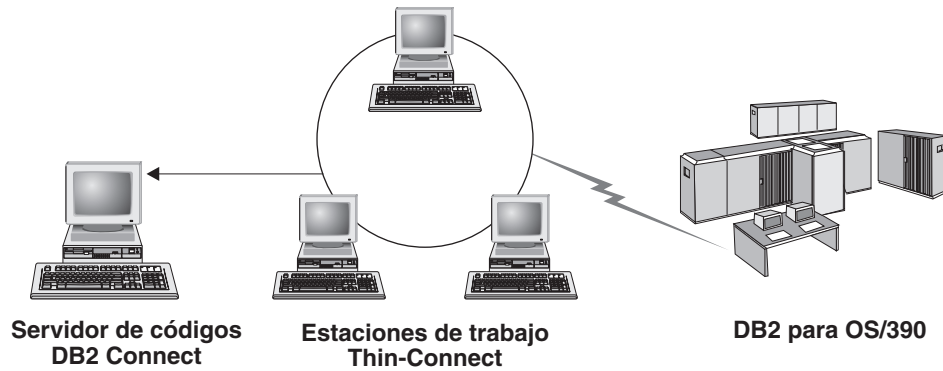 Servidor de códigos
DB2 Connect
Estaciones de trabajo
Thin-Connect
DB2 para OS/390